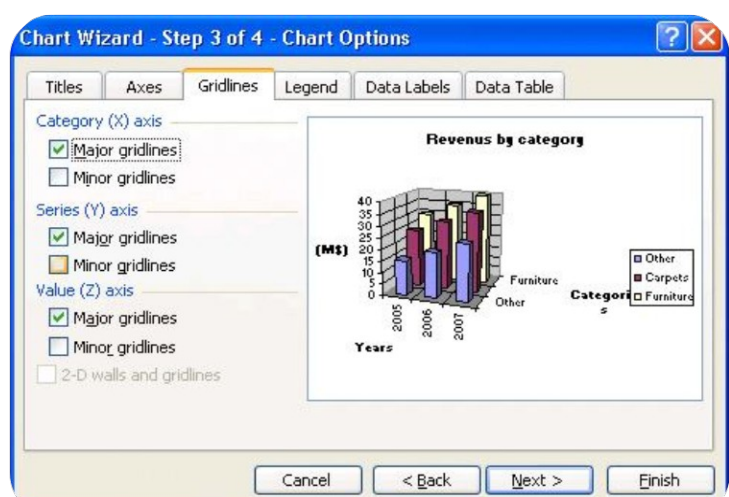 Chart Wizard - Step 3 of 4 - Chart Options
Titles Axes Gridlines Legend Data Labels Data Table
Category (X) axis
Major gridlines
Minor gridlines
Series (Y) axis
Major gridlines
Minor gridlines
Value (Z) axis
Major gridlines
Minor gridlines
2-D walls and gridlines
Revenus by category
40
35
30
25
20
15
10
5
0
(M$)
2005 2006 2007
Years
Furniture
Other
Categori
s
Other
Carpets
Furniture
Cancel < Back Next > Finish